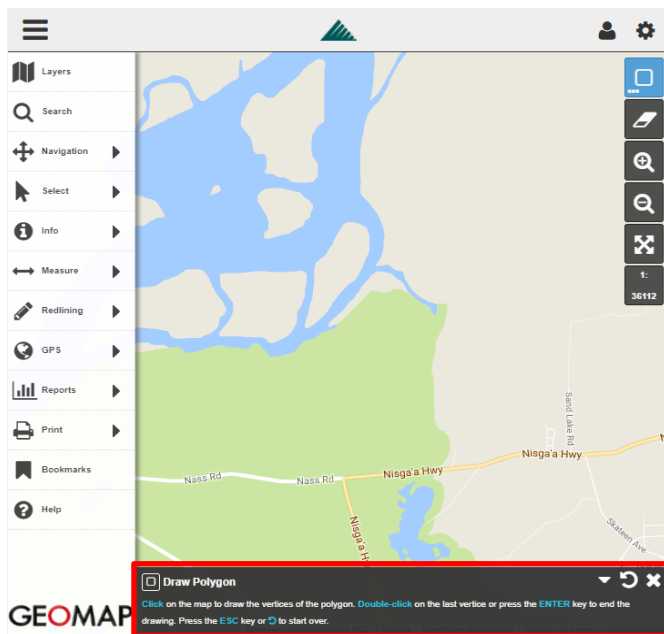 Layers
Search
Navigation
Select
Info
Measure
Redlining
GPS
Reports
Print
Bookmarks
Help
GEOMAP
1:
36112
Sand Lake Rd
Nisga'a Hwy
Nisga'a Hwy
Nass Rd
Nass Rd
Nisga'a H
Skateen Ave
Draw Polygon
Click on the map to draw the vertices of the polygon. Double-click on the last vertice or press the ENTER key to end the
drawing. Press the ESC key or to start over.